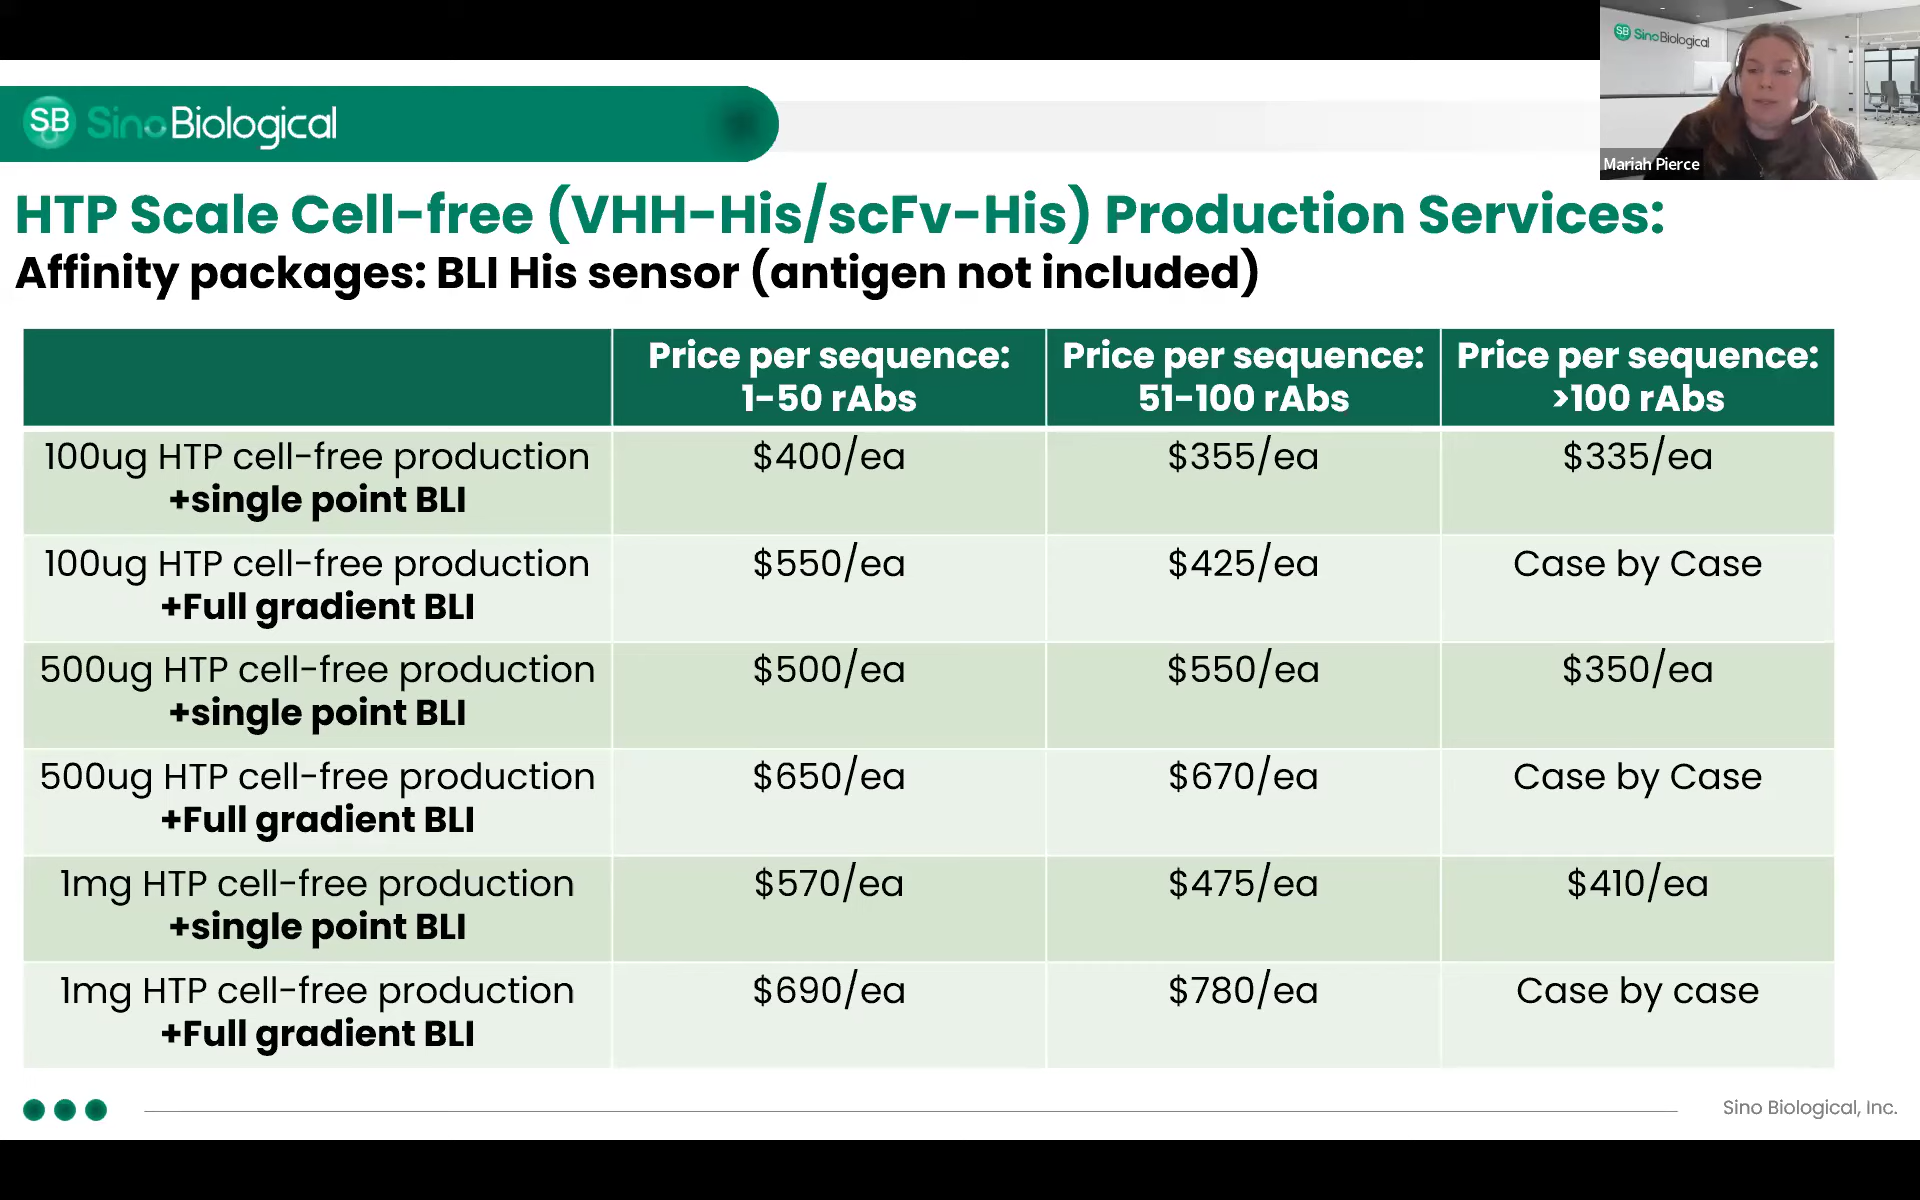 SB SinoBiological
SB SinoBiological
Mariah Pierce
HTP Scale Cell-free (VHH-His/scFv-His) Production Services:
Affinity packages: BLI His sensor (antigen not included)
Price per sequence:
1-50 rAbs
Price per sequence:
51-100 rAbs
Price per sequence:
>100 rAbs
100ug HTP cell-free production
+single point BLI
$400/ea
$355/ea
$335/ea
100ug HTP cell-free production
+Full gradient BLI
$550/ea
$425/ea
Case by Case
500ug HTP cell-free production
+single point BLI
$500/ea
$550/ea
$350/ea
500ug HTP cell-free production
+Full gradient BLI
$650/ea
$670/ea
Case by Case
1mg HTP cell-free production
+single point BLI
$570/ea
$475/ea
$410/ea
1mg HTP cell-free production
+Full gradient BLI
$690/ea
$780/ea
Case by case
Sino Biological, Inc.